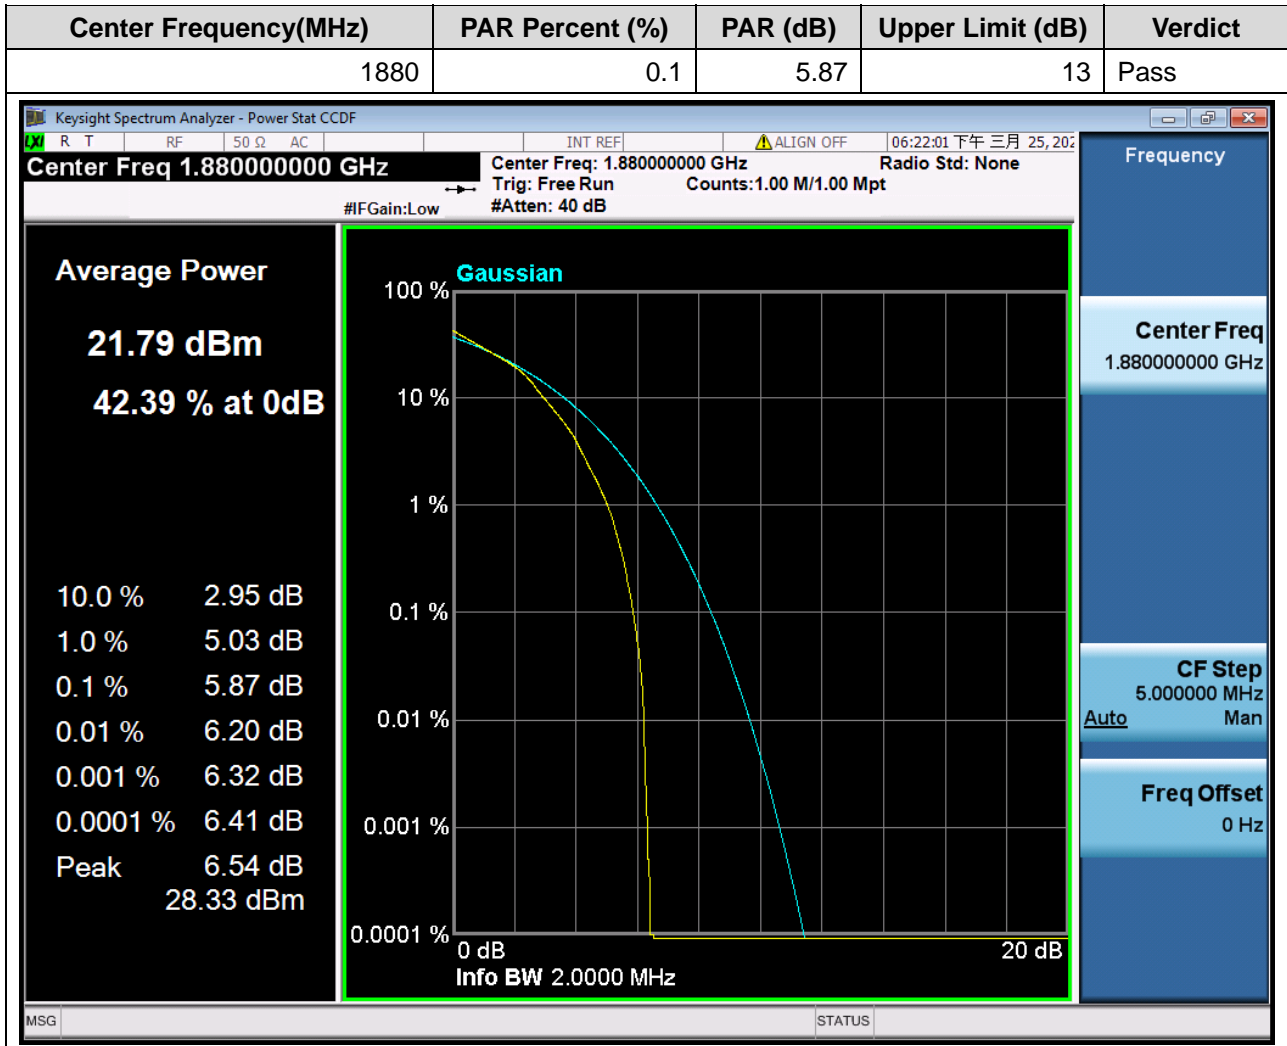 Center Frequency(MHz) PAR Percent (%) PAR (dB) Upper Limit (dB) Verdict
1880 0.1 5.87 13 Pass
Keysight Spectrum Analyzer - Power Stat CCDF
LXI R T RF 50 Ω AC INT REF ALIGN OFF 06:22:01 下午 三月 25, 202
Center Freq 1.880000000 GHz
#IFGain:Low
Center Freq: 1.880000000 GHz Radio Std: None
Trig: Free Run Counts:1.00 M/1.00 Mpt
#Atten: 40 dB
Average Power
21.79 dBm
42.39 % at 0dB
10.0 % 2.95 dB
1.0 % 5.03 dB
0.1 % 5.87 dB
0.01 % 6.20 dB
0.001 % 6.32 dB
0.0001 % 6.41 dB
Peak 6.54 dB
28.33 dBm
Gaussian
100 %
10 %
1 %
0.1 %
0.01 %
0.001 %
0.0001 %
0 dB 20 dB
Info BW 2.0000 MHz
Frequency
Center Freq
1.880000000 GHz
CF Step
5.000000 MHz
Auto Man
Freq Offset
0 Hz
MSG STATUS